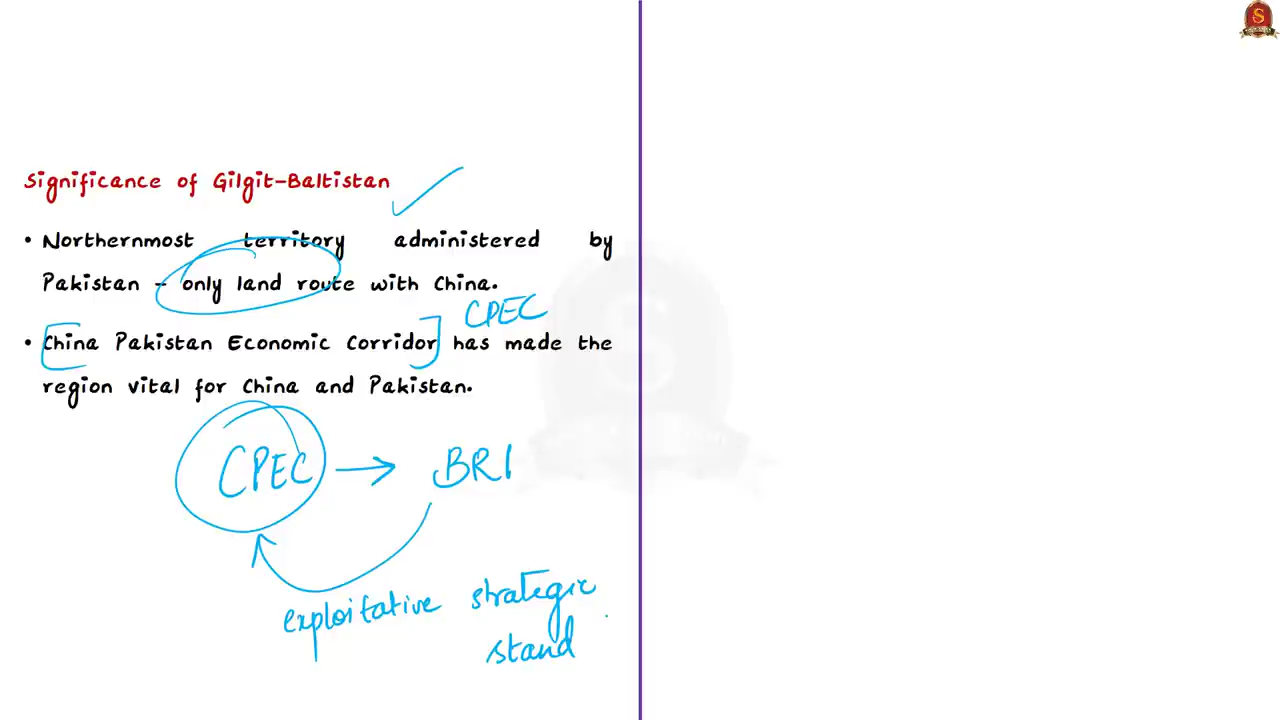 Significance of Gilgit-Baltistan
• Northernmost territory administered by
Pakistan – only land route with China.
CPEC
• China Pakistan Economic Corridor has made the
region vital for China and Pakistan.
CPEC → BRI
exploitative strategic
stand